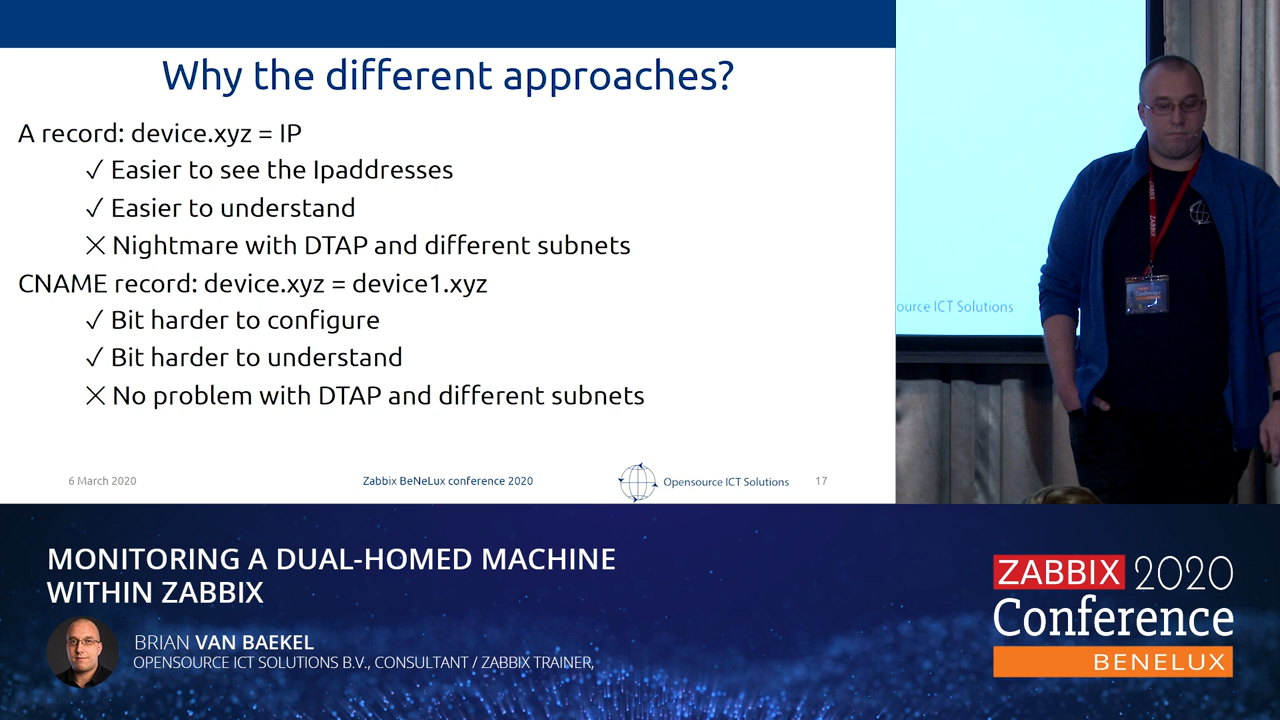 Why the different approaches?
A record: device.xyz = IP
✓ Easier to see the Ipaddresses
✓ Easier to understand
✕ Nightmare with DTAP and different subnets
CNAME record: device.xyz = device1.xyz
✓ Bit harder to configure
✓ Bit harder to understand
✕ No problem with DTAP and different subnets
6 March 2020
Zabbix BeNeLux conference 2020
Opensource ICT Solutions
17
ource ICT Solutions
MONITORING A DUAL-HOMED MACHINE
WITHIN ZABBIX
BRIAN VAN BAEKEL
OPENSOURCE ICT SOLUTIONS B.V., CONSULTANT / ZABBIX TRAINER,
ZABBIX 2020
Conference
BENELUX